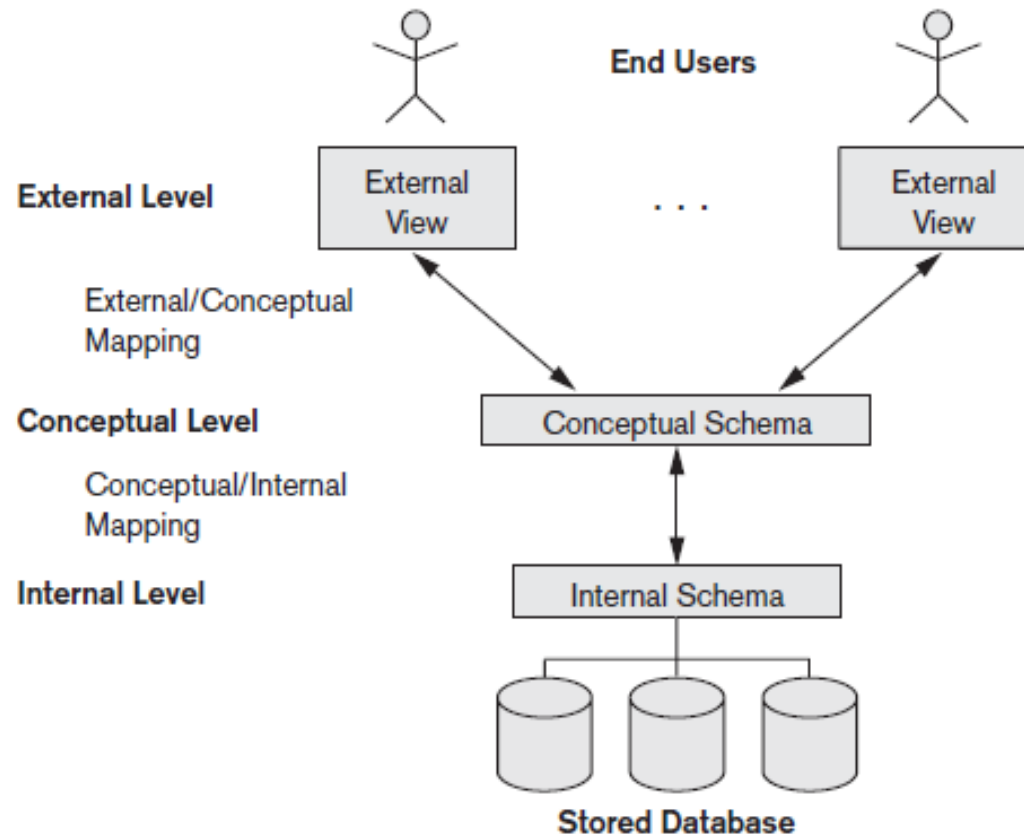 End Users
External Level
External
View
. . .
External
View
External/Conceptual
Mapping
Conceptual Level
Conceptual Schema
Conceptual/Internal
Mapping
Internal Level
Internal Schema
Stored Database